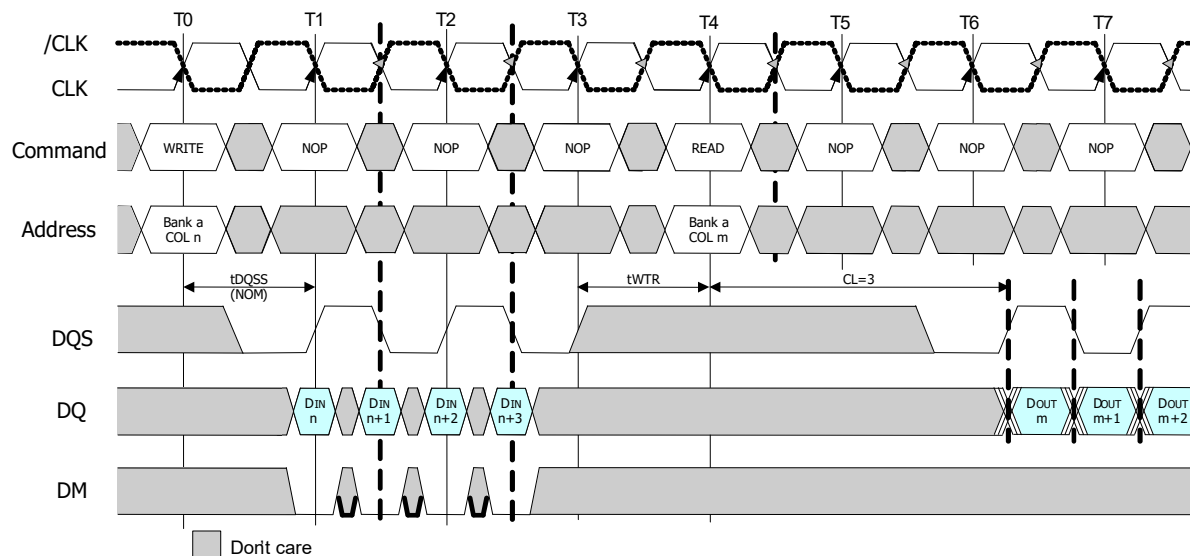 T0 T1 T2 T3 T4 T5 T6 T7
/CLK
CLK
Command WRITE NOP NOP NOP READ NOP NOP NOP
Address Bank a COL n Bank a COL m
tDQSS (NOM) tWTR CL=3
DQS
DQ DIN n DIN n+1 DIN n+2 DIN n+3 DOUT m DOUT m+1 DOUT m+2
DM
Don't care